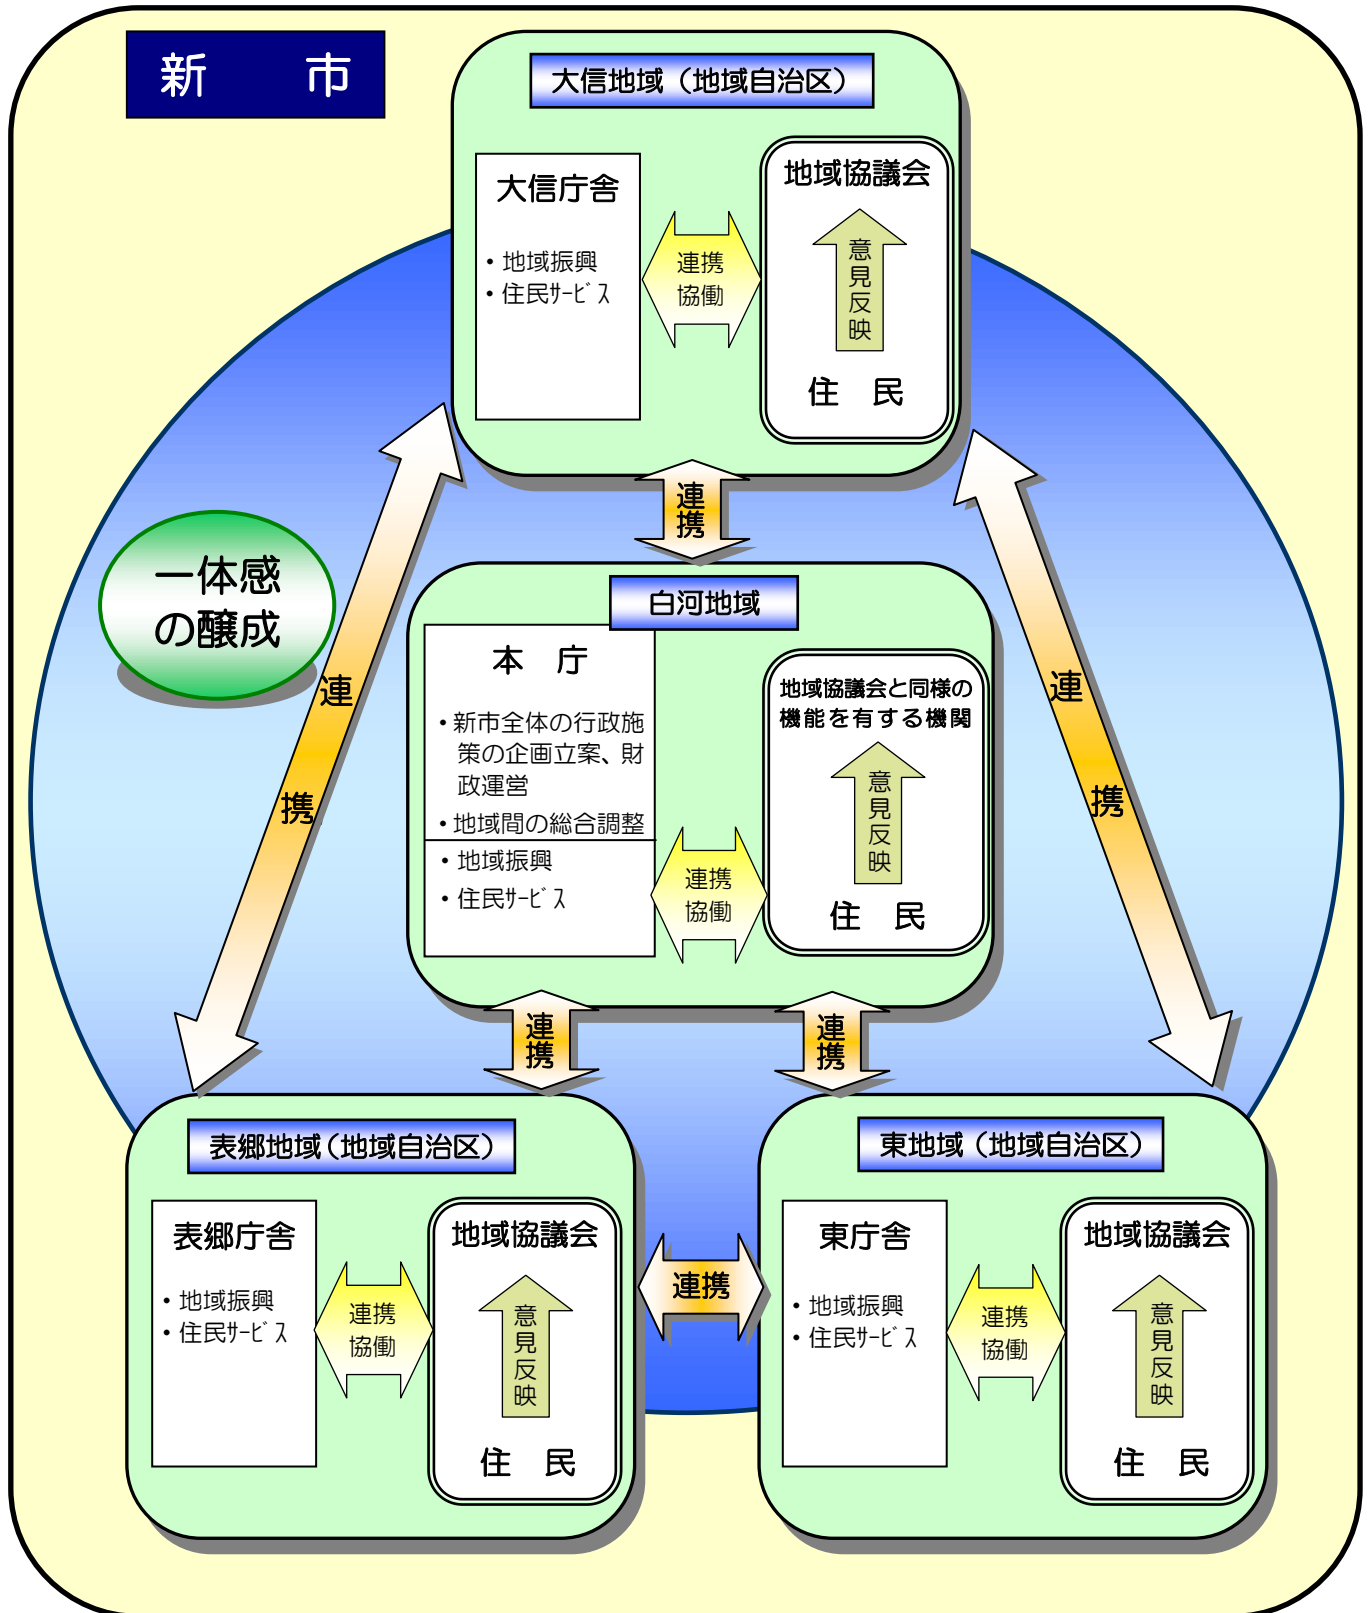 新　市
大信地域（地域自治区）
大信庁舎
・地域振興
・住民ｻｰﾋﾞｽ
連携
協働
地域協議会
意見反映
住　民
連携
一体感
の醸成
連携
連携
白河地域
本　庁
・新市全体の行政施
策の企画立案、財
政運営
・地域間の総合調整
・地域振興
・住民ｻｰﾋﾞｽ
連携
協働
地域協議会と同様の
機能を有する機関
意見反映
住　民
連携
連携
表郷地域（地域自治区）
表郷庁舎
・地域振興
・住民ｻｰﾋﾞｽ
連携
協働
地域協議会
意見反映
住　民
連携
東地域（地域自治区）
東庁舎
・地域振興
・住民ｻｰﾋﾞｽ
連携
協働
地域協議会
意見反映
住　民